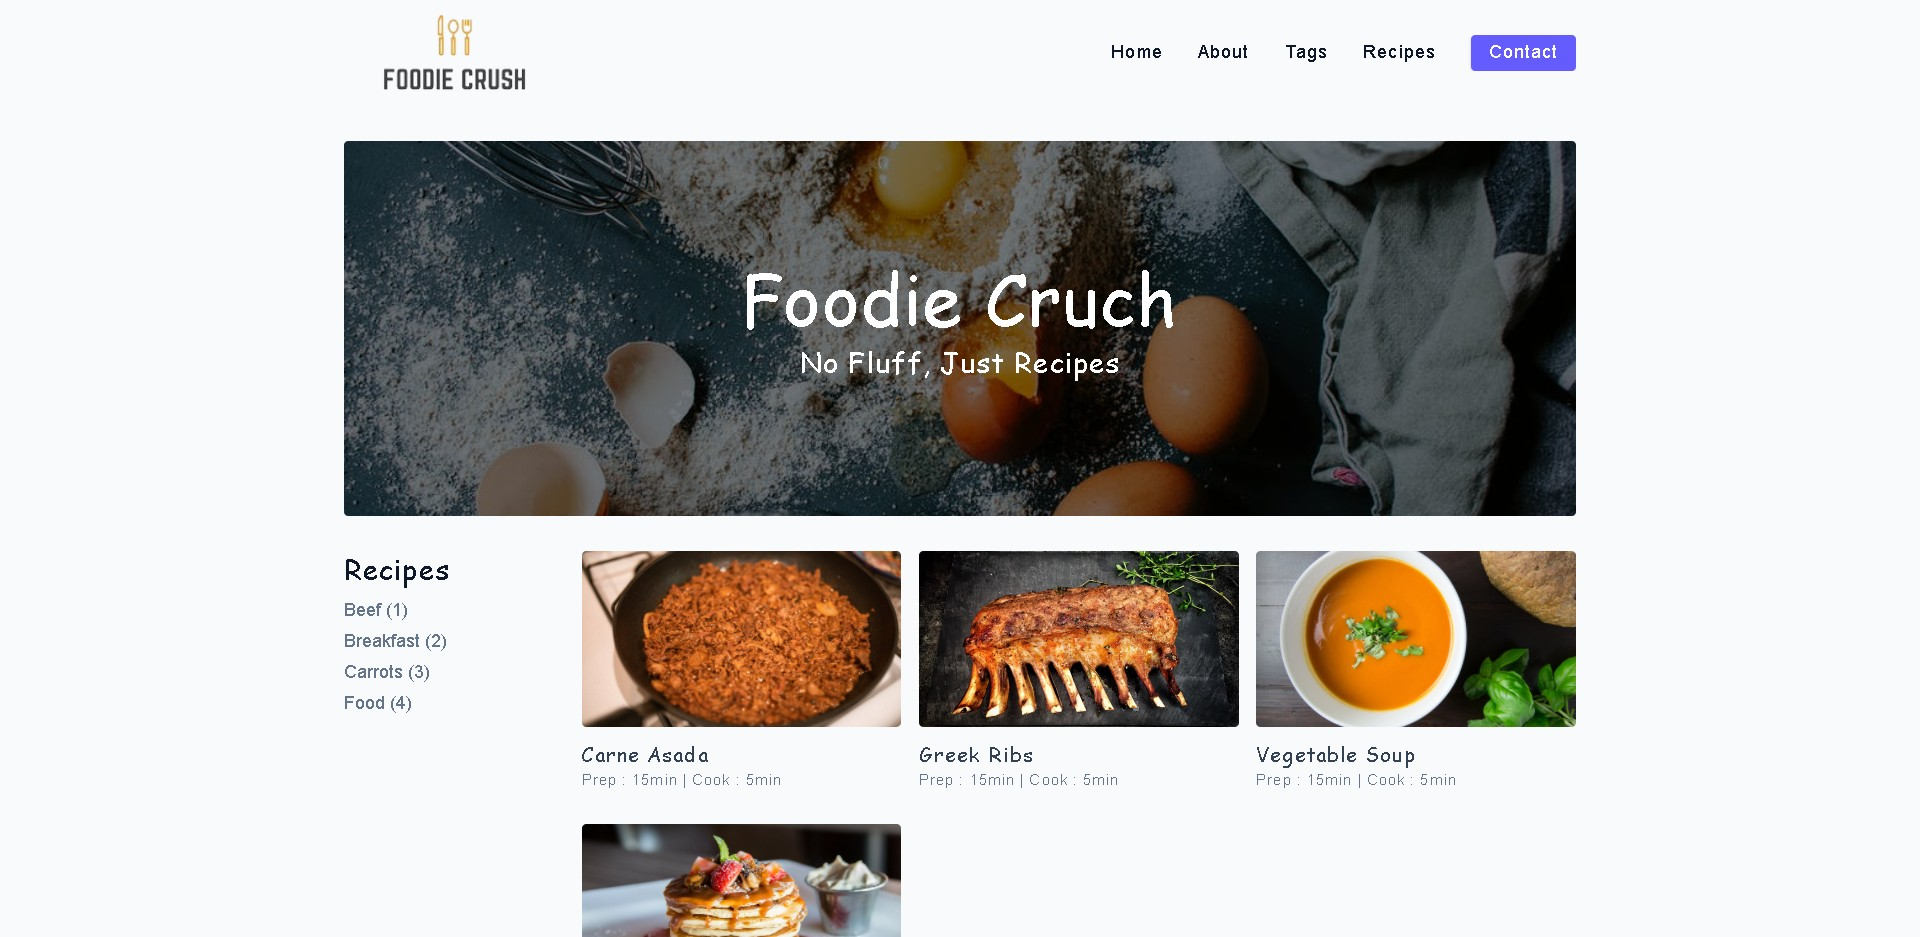 FOODIE CRUSH
Home About Tags Recipes Contact
Foodie Cruch
No Fluff, Just Recipes
Recipes
Beef (1)
Breakfast (2)
Carrots (3)
Food (4)
Carne Asada
Prep : 15min | Cook : 5min
Greek Ribs
Prep : 15min | Cook : 5min
Vegetable Soup
Prep : 15min | Cook : 5min